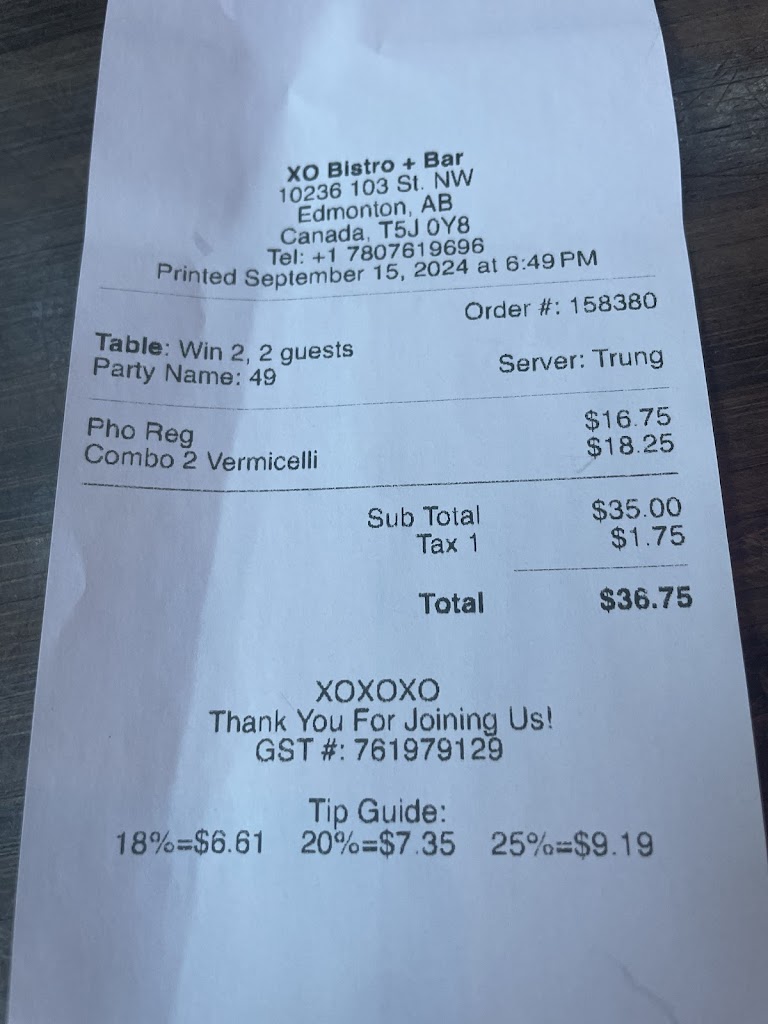 XO Bistro + Bar
10236 103 St. NW
Edmonton, AB
Canada, T5J 0Y8
Tel: +1 7807619696
Printed September 15, 2024 at 6:49 PM
Order #: 158380
Table: Win 2, 2 guests
Party Name: 49 Server: Trung
Pho Reg $16.75
Combo 2 Vermicelli $18.25
Sub Total $35.00
Tax 1 $1.75
Total $36.75
XOXOXO
Thank You For Joining Us!
GST #: 761979129
Tip Guide:
18%=$6.61 20%=$7.35 25%=$9.19